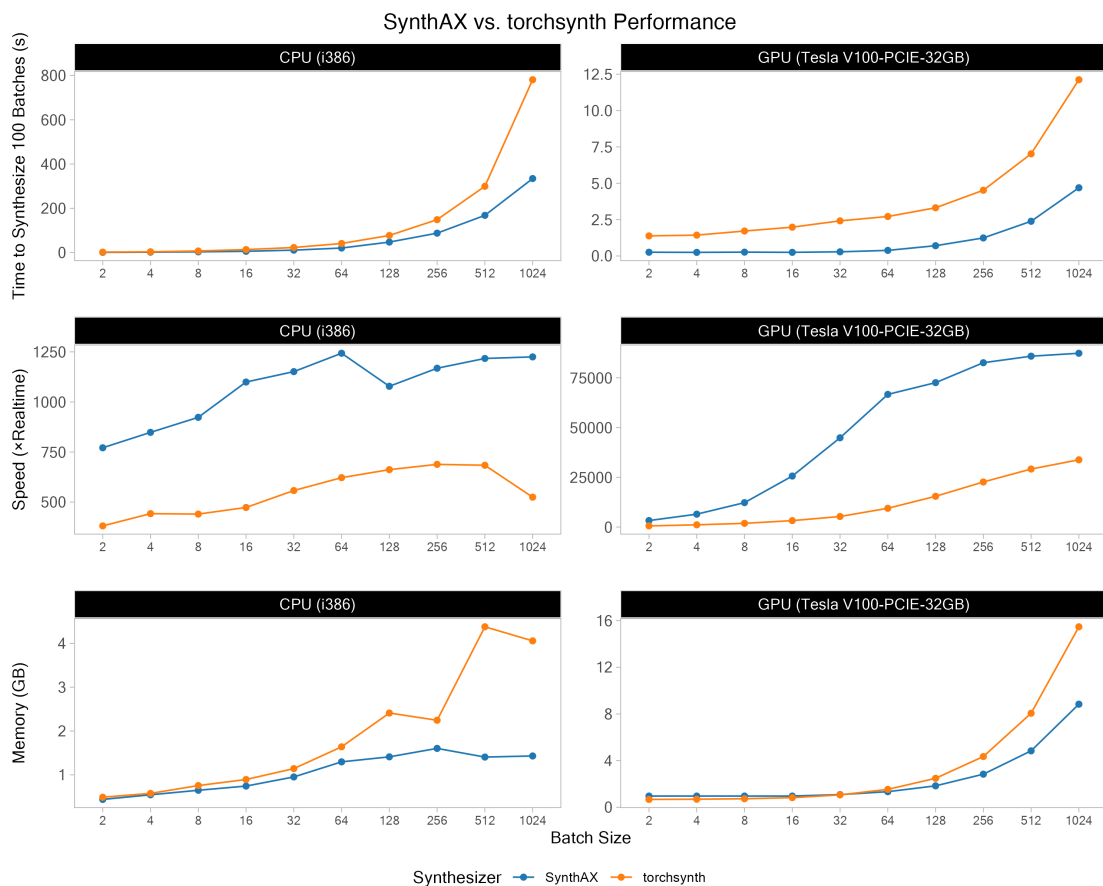 SynthAX vs. torchsynth Performance
CPU (i386)
GPU (Tesla V100-PCIE-32GB)
Time to Synthesize 100 Batches (s)
800
600
400
200
0
2 4 8 16 32 64 128 256 512 1024
12.5
10.0
7.5
5.0
2.5
0.0
2 4 8 16 32 64 128 256 512 1024
CPU (i386)
GPU (Tesla V100-PCIE-32GB)
Speed (×Realtime)
1250
1000
750
500
2 4 8 16 32 64 128 256 512 1024
75000
50000
25000
0
2 4 8 16 32 64 128 256 512 1024
CPU (i386)
GPU (Tesla V100-PCIE-32GB)
Memory (GB)
4
3
2
1
2 4 8 16 32 64 128 256 512 1024
16
12
8
4
0
2 4 8 16 32 64 128 256 512 1024
Batch Size
Synthesizer SynthAX torchsynth